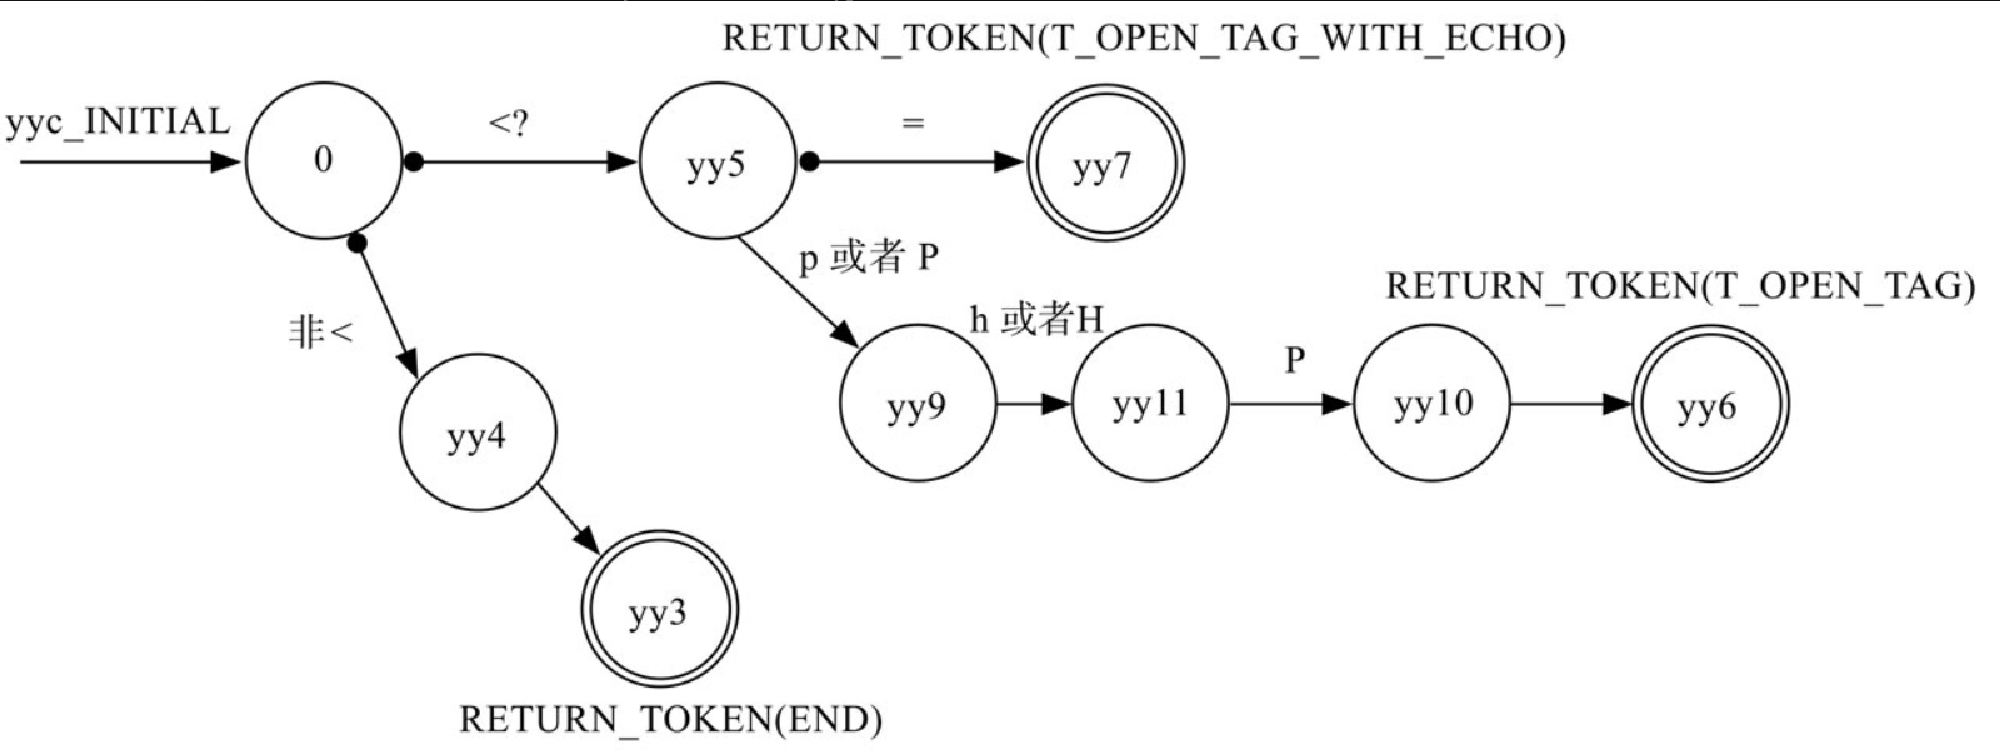 RETURN_TOKEN(T_OPEN_TAG_WITH_ECHO)
yyc_INITIAL
0
<?
yy5
=
yy7
p 或者 P
非<
h 或者H
RETURN_TOKEN(T_OPEN_TAG)
yy4
yy9
yy11
P
yy10
yy6
yy3
RETURN_TOKEN(END)